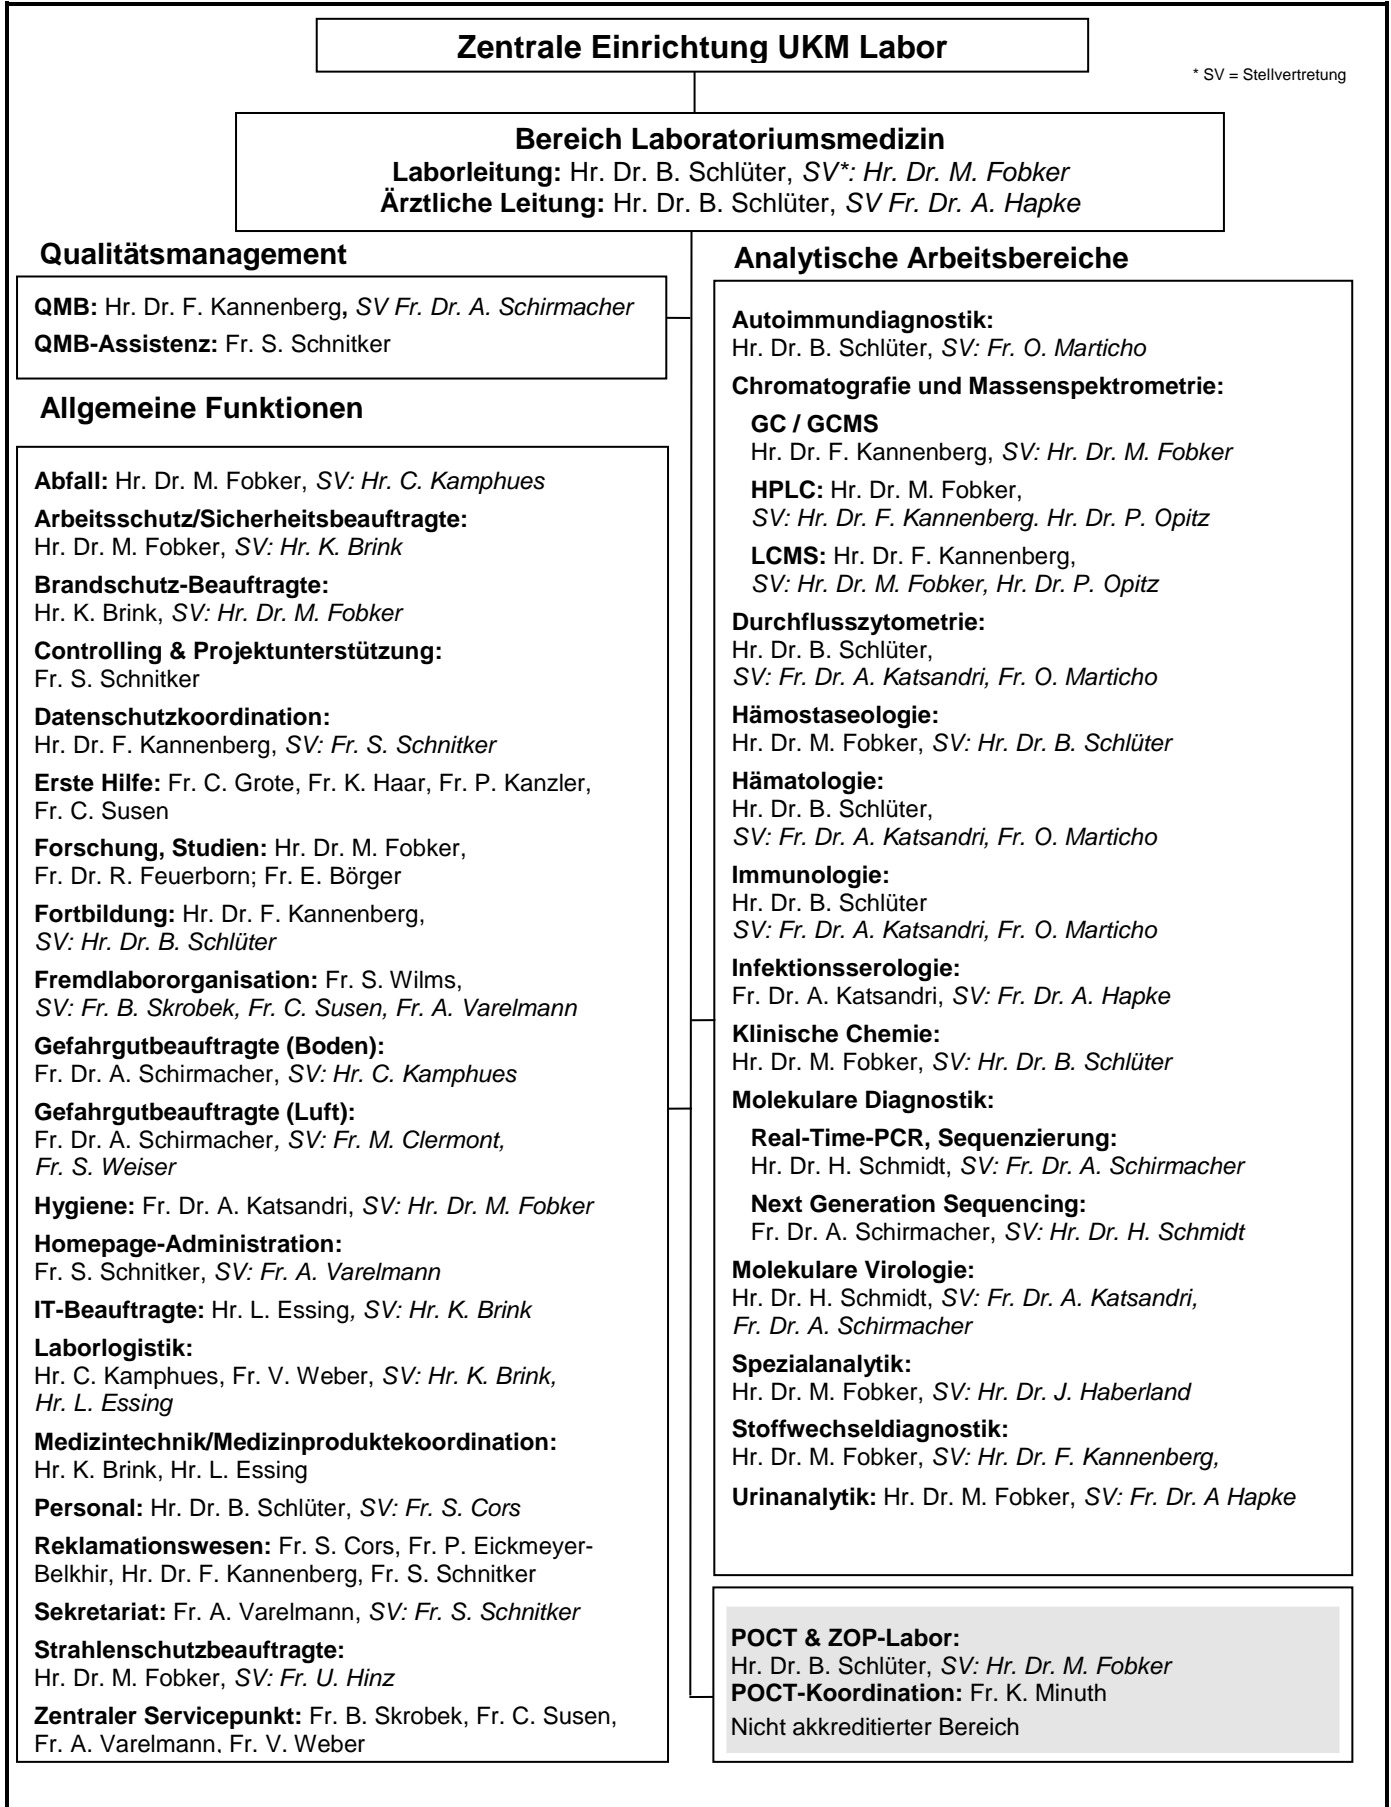 Zentrale Einrichtung UKM Labor
* SV = Stellvertretung
Bereich Laboratoriumsmedizin
Laborleitung: Hr. Dr. B. Schlüter, SV*: Hr. Dr. M. Fobker
Ärztliche Leitung: Hr. Dr. B. Schlüter, SV Fr. Dr. A. Hapke
Qualitätsmanagement
QMB: Hr. Dr. F. Kannenberg, SV Fr. Dr. A. Schirmacher
QMB-Assistenz: Fr. S. Schnitker
Allgemeine Funktionen
Abfall: Hr. Dr. M. Fobker, SV: Hr. C. Kamphues
Arbeitsschutz/Sicherheitsbeauftragte:
Hr. Dr. M. Fobker, SV: Hr. K. Brink
Brandschutz-Beauftragte:
Hr. K. Brink, SV: Hr. Dr. M. Fobker
Controlling & Projektunterstützung:
Fr. S. Schnitker
Datenschutzkoordination:
Hr. Dr. F. Kannenberg, SV: Fr. S. Schnitker
Erste Hilfe: Fr. C. Grote, Fr. K. Haar, Fr. P. Kanzler,
Fr. C. Susen
Forschung, Studien: Hr. Dr. M. Fobker,
Fr. Dr. R. Feuerborn; Fr. E. Börger
Fortbildung: Hr. Dr. F. Kannenberg,
SV: Hr. Dr. B. Schlüter
Fremdlabororganisation: Fr. S. Wilms,
SV: Fr. B. Skrobek, Fr. C. Susen, Fr. A. Varelmann
Gefahrgutbeauftragte (Boden):
Fr. Dr. A. Schirmacher, SV: Hr. C. Kamphues
Gefahrgutbeauftragte (Luft):
Fr. Dr. A. Schirmacher, SV: Fr. M. Clermont,
Fr. S. Weiser
Hygiene: Fr. Dr. A. Katsandri, SV: Hr. Dr. M. Fobker
Homepage-Administration:
Fr. S. Schnitker, SV: Fr. A. Varelmann
IT-Beauftragte: Hr. L. Essing, SV: Hr. K. Brink
Laborlogistik:
Hr. C. Kamphues, Fr. V. Weber, SV: Hr. K. Brink,
Hr. L. Essing
Medizintechnik/Medizinproduktekoordination:
Hr. K. Brink, Hr. L. Essing
Personal: Hr. Dr. B. Schlüter, SV: Fr. S. Cors
Reklamationswesen: Fr. S. Cors, Fr. P. Eickmeyer-
Belkhir, Hr. Dr. F. Kannenberg, Fr. S. Schnitker
Sekretariat: Fr. A. Varelmann, SV: Fr. S. Schnitker
Strahlenschutzbeauftragte:
Hr. Dr. M. Fobker, SV: Fr. U. Hinz
Zentraler Servicepunkt: Fr. B. Skrobek, Fr. C. Susen,
Fr. A. Varelmann, Fr. V. Weber
Analytische Arbeitsbereiche
Autoimmundiagnostik:
Hr. Dr. B. Schlüter, SV: Fr. O. Marticho
Chromatografie und Massenspektrometrie:
GC / GCMS
Hr. Dr. F. Kannenberg, SV: Hr. Dr. M. Fobker
HPLC: Hr. Dr. M. Fobker,
SV: Hr. Dr. F. Kannenberg. Hr. Dr. P. Opitz
LCMS: Hr. Dr. F. Kannenberg,
SV: Hr. Dr. M. Fobker, Hr. Dr. P. Opitz
Durchflusszytometrie:
Hr. Dr. B. Schlüter,
SV: Fr. Dr. A. Katsandri, Fr. O. Marticho
Hämostaseologie:
Hr. Dr. M. Fobker, SV: Hr. Dr. B. Schlüter
Hämatologie:
Hr. Dr. B. Schlüter,
SV: Fr. Dr. A. Katsandri, Fr. O. Marticho
Immunologie:
Hr. Dr. B. Schlüter
SV: Fr. Dr. A. Katsandri, Fr. O. Marticho
Infektionsserologie:
Fr. Dr. A. Katsandri, SV: Fr. Dr. A. Hapke
Klinische Chemie:
Hr. Dr. M. Fobker, SV: Hr. Dr. B. Schlüter
Molekulare Diagnostik:
Real-Time-PCR, Sequenzierung:
Hr. Dr. H. Schmidt, SV: Fr. Dr. A. Schirmacher
Next Generation Sequencing:
Fr. Dr. A. Schirmacher, SV: Hr. Dr. H. Schmidt
Molekulare Virologie:
Hr. Dr. H. Schmidt, SV: Fr. Dr. A. Katsandri,
Fr. Dr. A. Schirmacher
Spezialanalytik:
Hr. Dr. M. Fobker, SV: Hr. Dr. J. Haberland
Stoffwechseldiagnostik:
Hr. Dr. M. Fobker, SV: Hr. Dr. F. Kannenberg,
Urinanalytik: Hr. Dr. M. Fobker, SV: Fr. Dr. A Hapke
POCT & ZOP-Labor:
Hr. Dr. B. Schlüter, SV: Hr. Dr. M. Fobker
POCT-Koordination: Fr. K. Minuth
Nicht akkreditierter Bereich